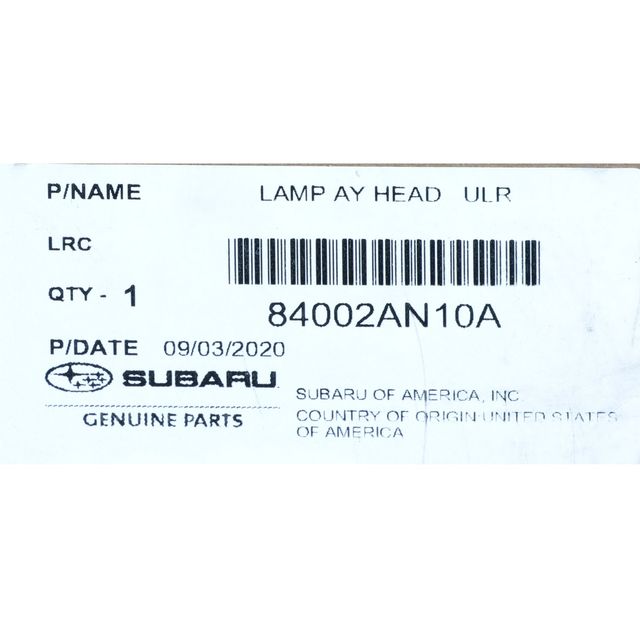 P/NAME LAMP AY HEAD ULR
LRC
QTY - 1
84002AN10A
P/DATE 09/03/2020
SUBARU
GENUINE PARTS
SUBARU OF AMERICA, INC.
COUNTRY OF ORIGIN:UNITED STATES
OF AMERICA